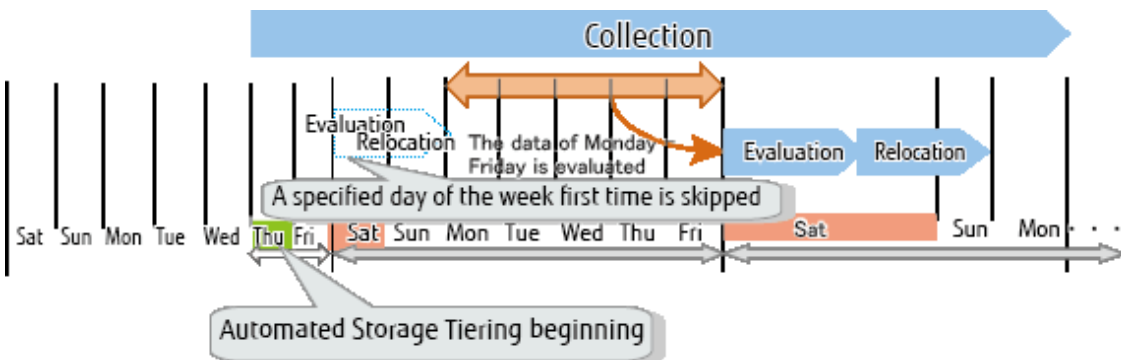 Collection
Evaluation
Relocation
The data of Monday -
Friday is evaluated
Evaluation
Relocation
A specified day of the week first time is skipped
Sat Sun Mon Tue Wed Thu Fri Sat Sun Mon Tue Wed Thu Fri Sat Sun Mon · · ·
Automated Storage Tiering beginning